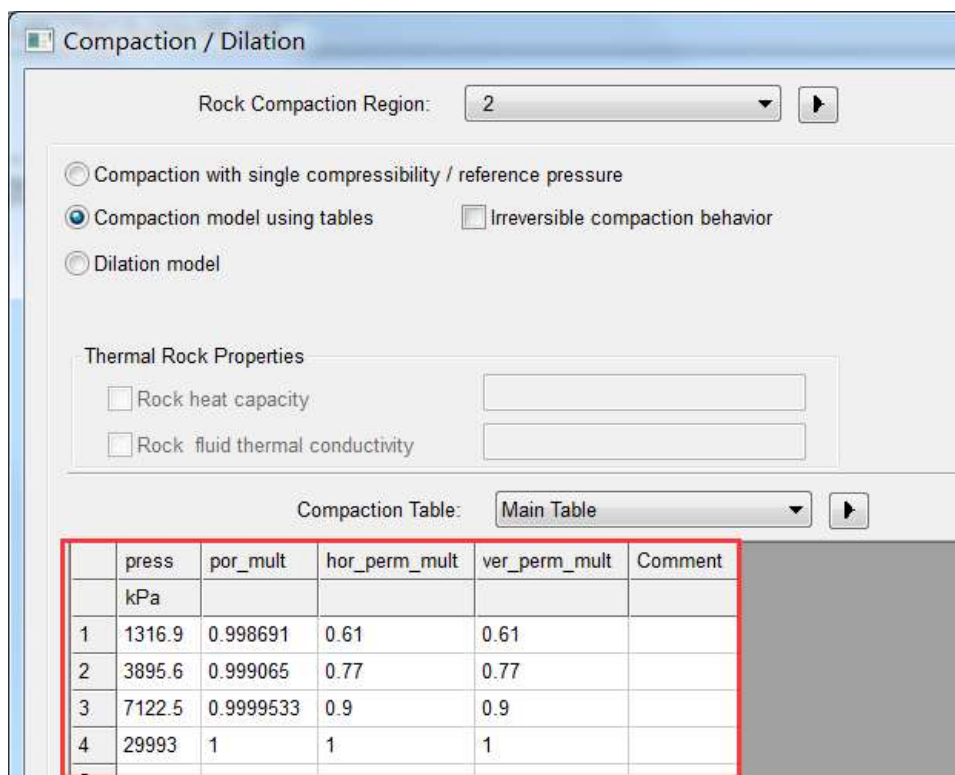 Compaction / Dilation
Rock Compaction Region: 2
Compaction with single compressibility / reference pressure
Compaction model using tables Irreversible compaction behavior
Dilation model
Thermal Rock Properties
Rock heat capacity
Rock fluid thermal conductivity
Compaction Table: Main Table
press por_mult hor_perm_mult ver_perm_mult Comment
kPa
1 1316.9 0.998691 0.61 0.61
2 3895.6 0.999065 0.77 0.77
3 7122.5 0.9999533 0.9 0.9
4 29993 1 1 1